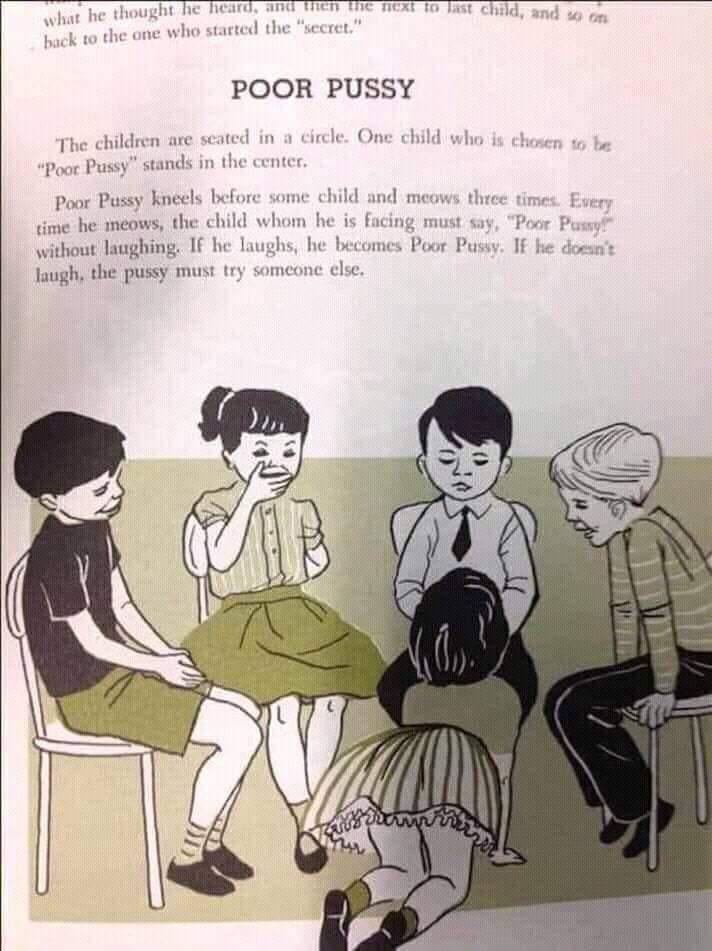 what he thought he heard, and then the next to last child, and so on
back to the one who started the "secret."
POOR PUSSY
The children are seated in a circle. One child who is chosen to be
"Poor Pussy" stands in the center.
Poor Pussy kneels before some child and meows three times. Every
time he meows, the child whom he is facing must say, "Poor Pussy!"
without laughing. If he laughs, he becomes Poor Pussy. If he doesn't
laugh, the pussy must try someone else.